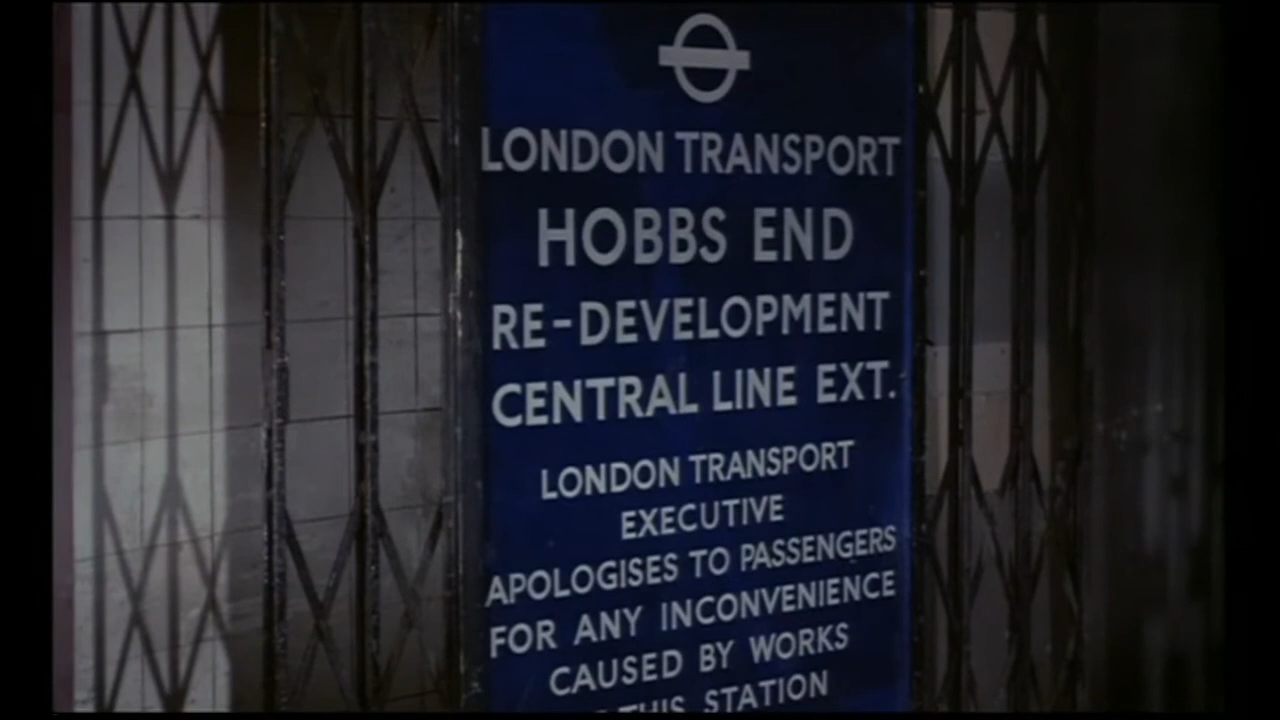 LONDON TRANSPORT
HOBBS END
RE-DEVELOPMENT
CENTRAL LINE EXT.
LONDON TRANSPORT
EXECUTIVE
APOLOGISES TO PASSENGERS
FOR ANY INCONVENIENCE
CAUSED BY WORKS
THIS STATION